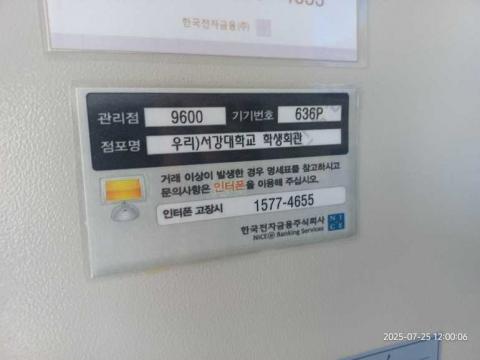 한국전자금융(주)
관리점 9600 기기번호 636P
점포명 우리)서강대학교 학생회관
거래 이상이 발생한 경우 명세표를 참고하시고
문의사항은 인터폰을 이용해 주십시오.
인터폰 고장시 1577-4655
한국전자금융주식회사
NICE Banking Services
NI
CE
2025-07-25 12:00:06